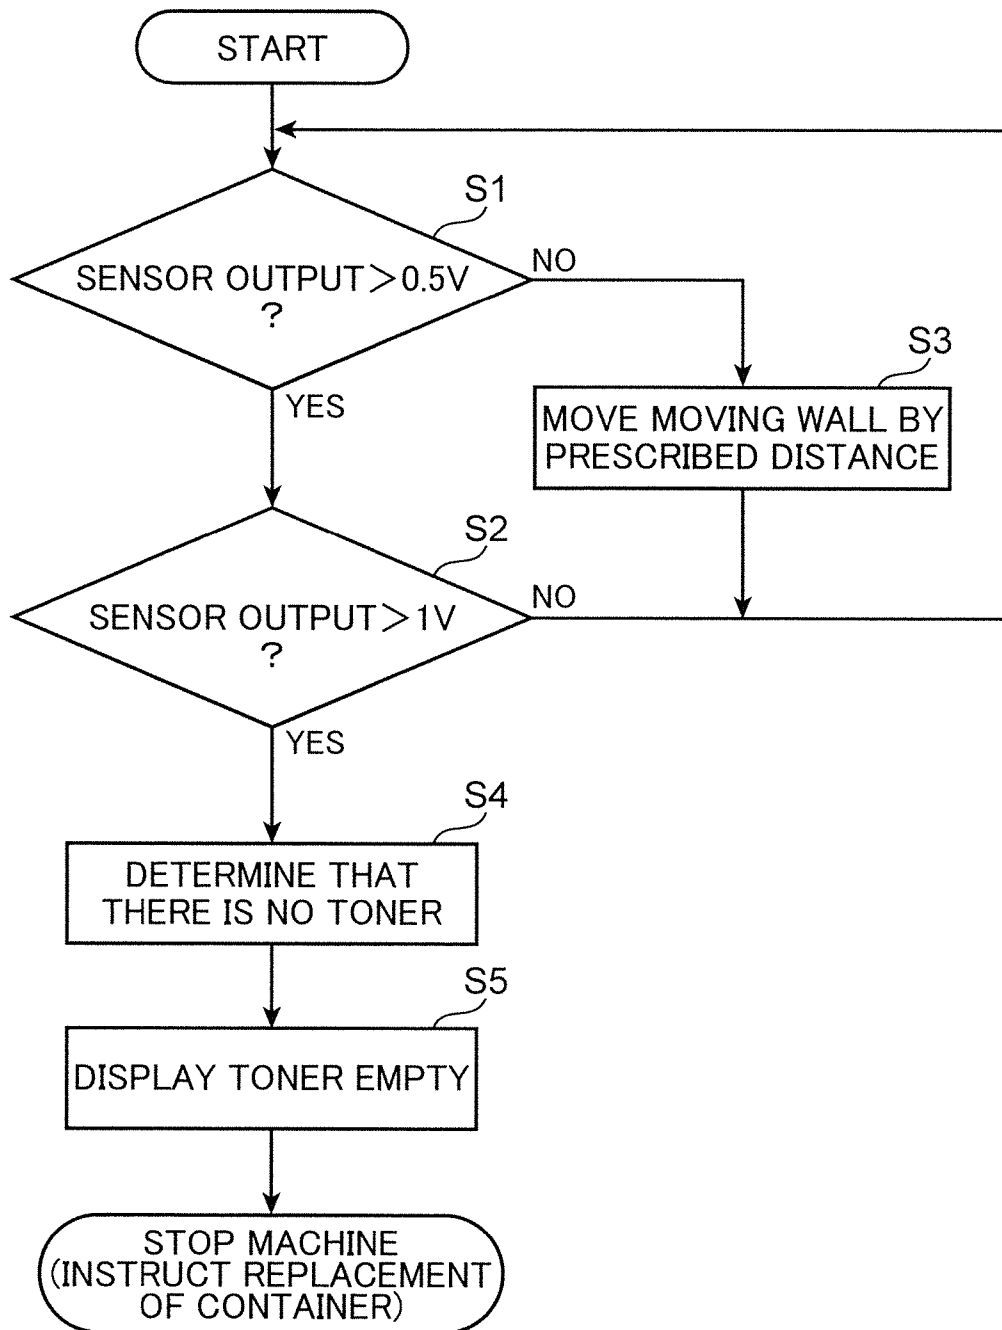 START
S1
SENSOR OUTPUT＞0.5V
?
NO
YES
S3
MOVE MOVING WALL BY
PRESCRIBED DISTANCE
S2
SENSOR OUTPUT＞1V
?
NO
YES
S4
DETERMINE THAT
THERE IS NO TONER
S5
DISPLAY TONER EMPTY
STOP MACHINE
(INSTRUCT REPLACEMENT
OF CONTAINER)